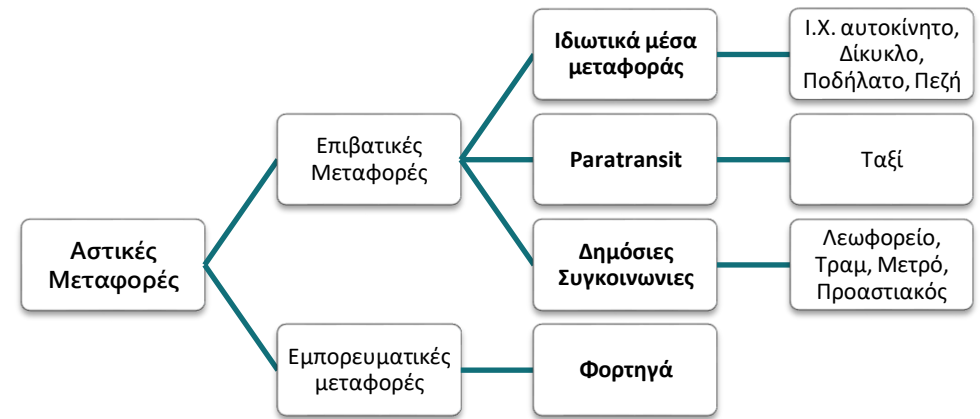 Αστικές
Μεταφορές
Επιβατικές
Μεταφορές
Ιδιωτικά μέσα
μεταφοράς
Ι.Χ. αυτοκίνητο,
Δίκυκλο,
Ποδήλατο, Πεζή
Paratransit
Ταξί
Δημόσιες
Συγκοινωνιες
Λεωφορείο,
Τραμ, Μετρό,
Προαστιακός
Εμπορευματικές
μεταφορές
Φορτηγά